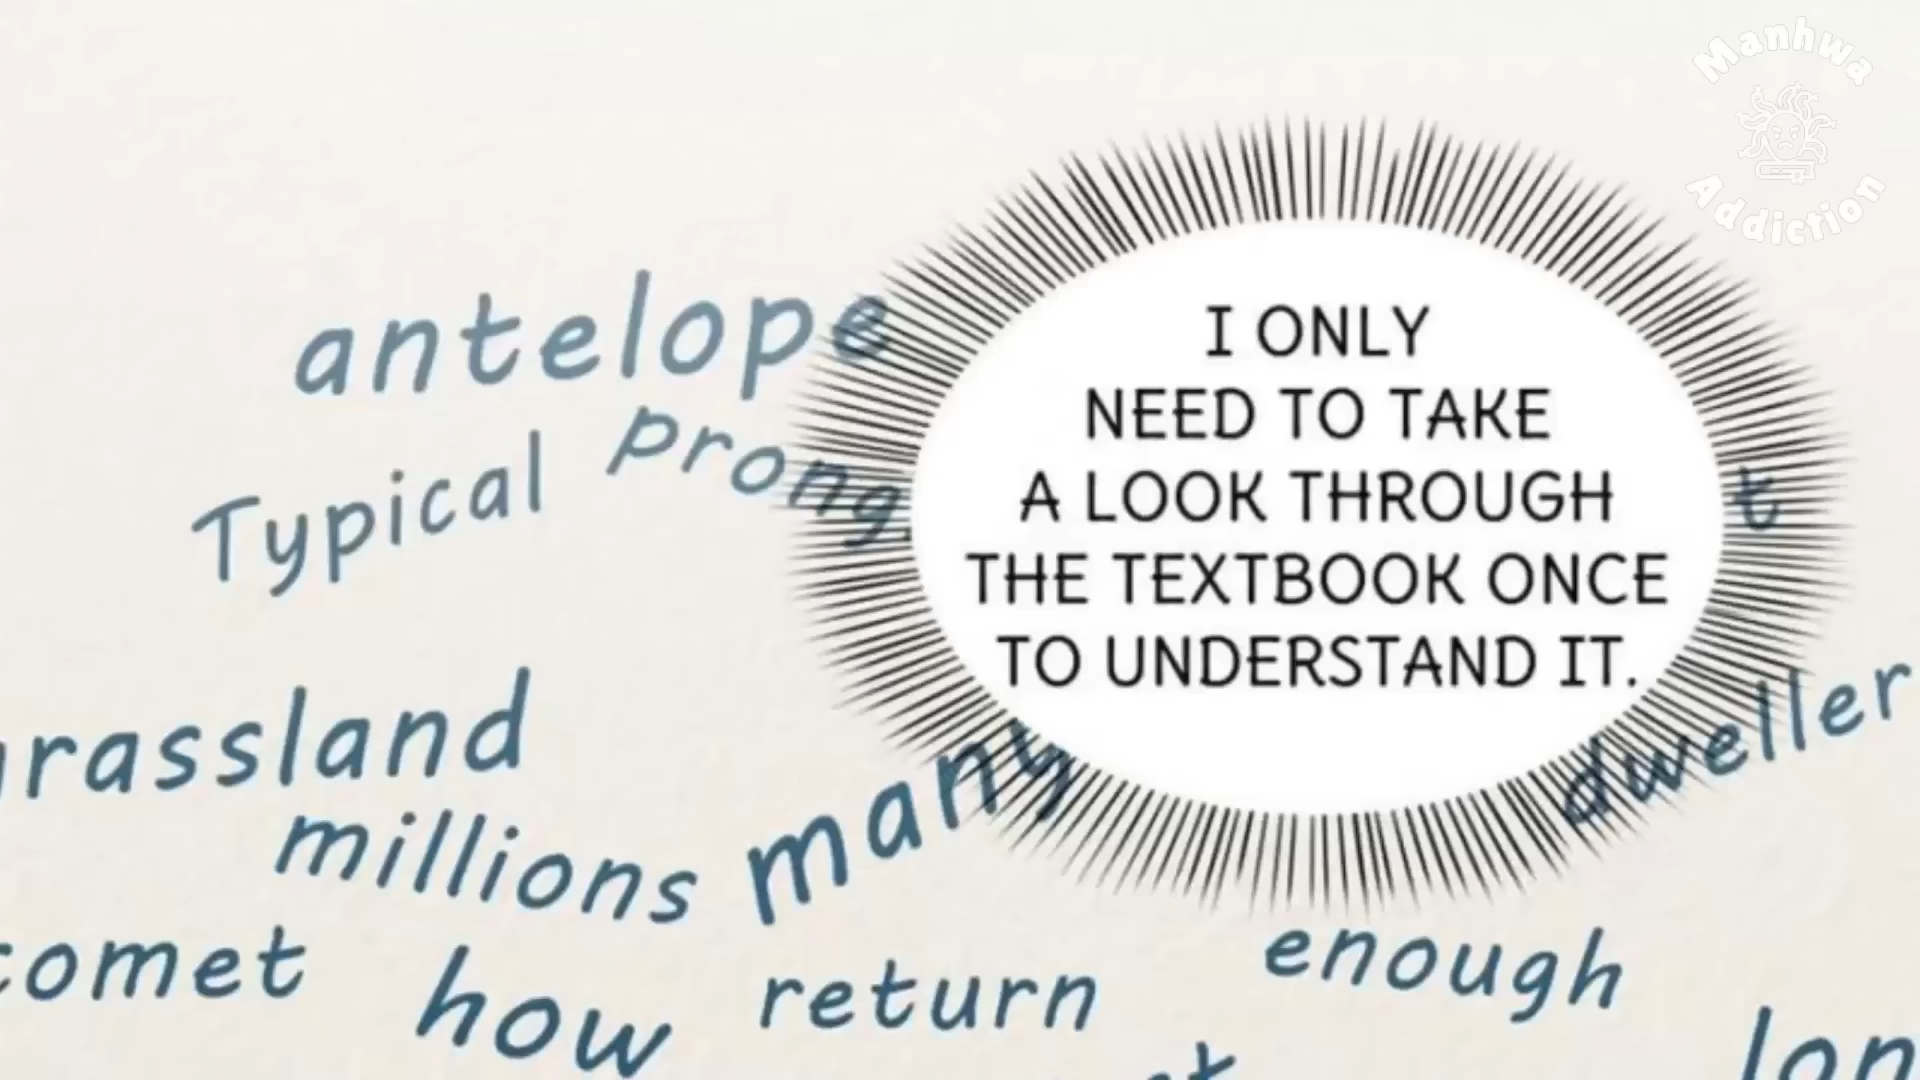 Manhwa
Addiction
antelope
I ONLY
NEED TO TAKE
A LOOK THROUGH
THE TEXTBOOK ONCE
TO UNDERSTAND IT.
Typical
prong
grassland
dweller
many
millions
comet
how
return
enough